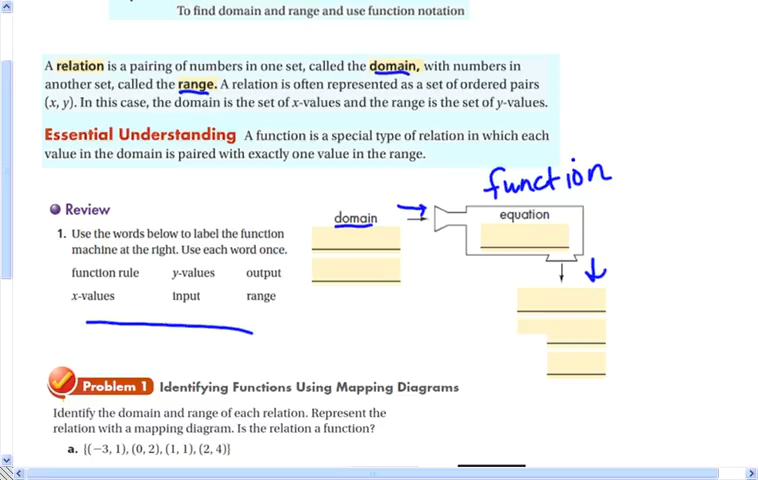 To find domain and range and use function notation
A relation is a pairing of numbers in one set, called the domain, with numbers in
another set, called the range. A relation is often represented as a set of ordered pairs
(x, y). In this case, the domain is the set of x-values and the range is the set of y-values.
Essential Understanding A function is a special type of relation in which each
value in the domain is paired with exactly one value in the range.
function
Review
1. Use the words below to label the function
machine at the right. Use each word once.
function rule y-values output
x-values input range
domain
equation
Problem 1 Identifying Functions Using Mapping Diagrams
Identify the domain and range of each relation. Represent the
relation with a mapping diagram. Is the relation a function?
a. {(−3, 1), (0, 2), (1, 1), (2, 4)}